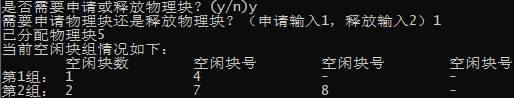 是否需要申请或释放物理块？(y/n)y
需要申请物理块还是释放物理块？（申请输入1，释放输入2）1
已分配物理块5
当前空闲块组情况如下：
空闲块数 空闲块号 空闲块号 空闲块号
第1组： 1 4 - -
第2组： 2 7 8 -